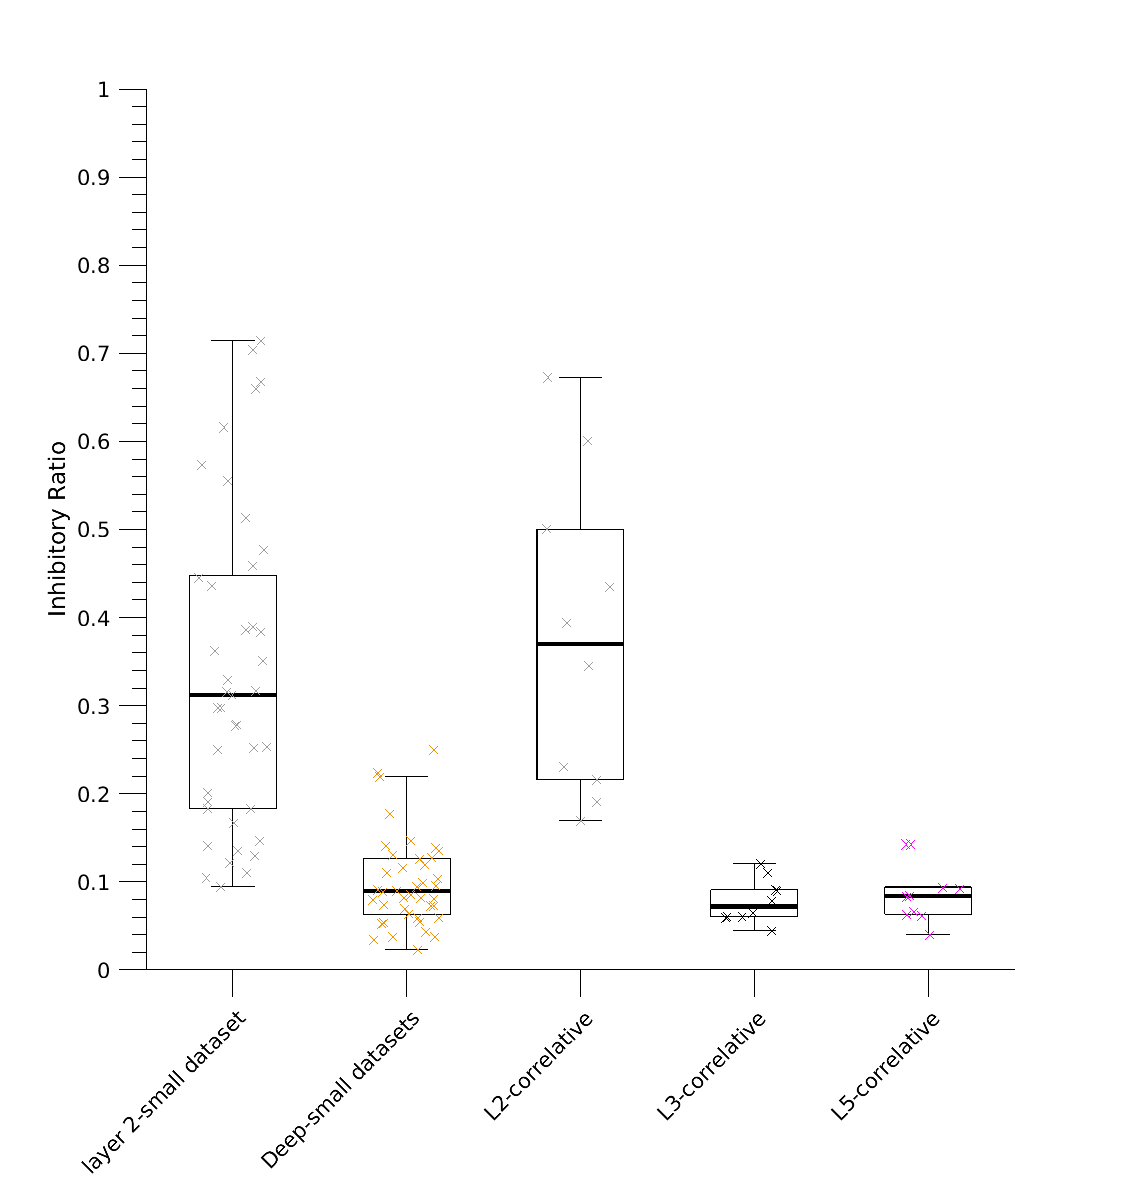 1
0.9
0.8
0.7
0.6
0.5
0.4
0.3
0.2
0.1
0
Inhibitory Ratio
layer 2-small dataset
Deep-small datasets
L2-correlative
L3-correlative
L5-correlative